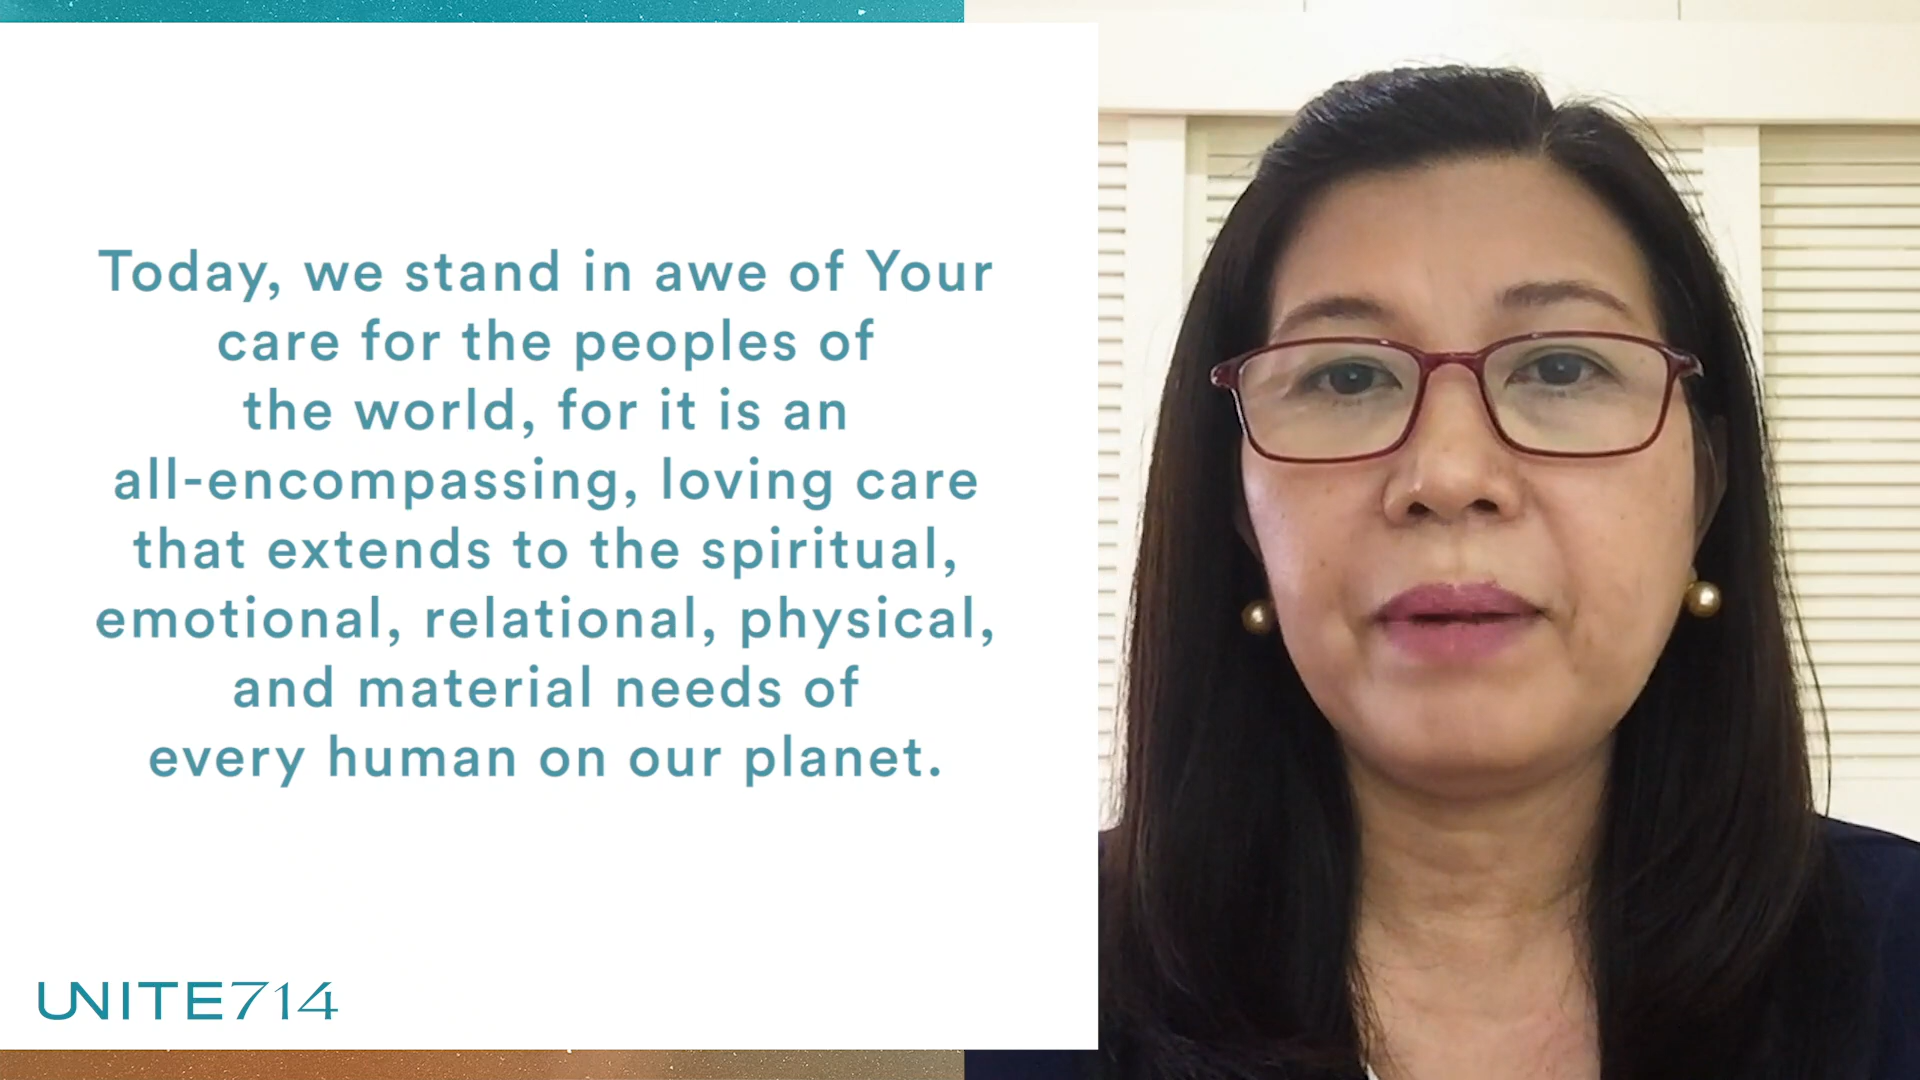 Today, we stand in awe of Your
care for the peoples of
the world, for it is an
all-encompassing, loving care
that extends to the spiritual,
emotional, relational, physical,
and material needs of
every human on our planet.
UNITE714